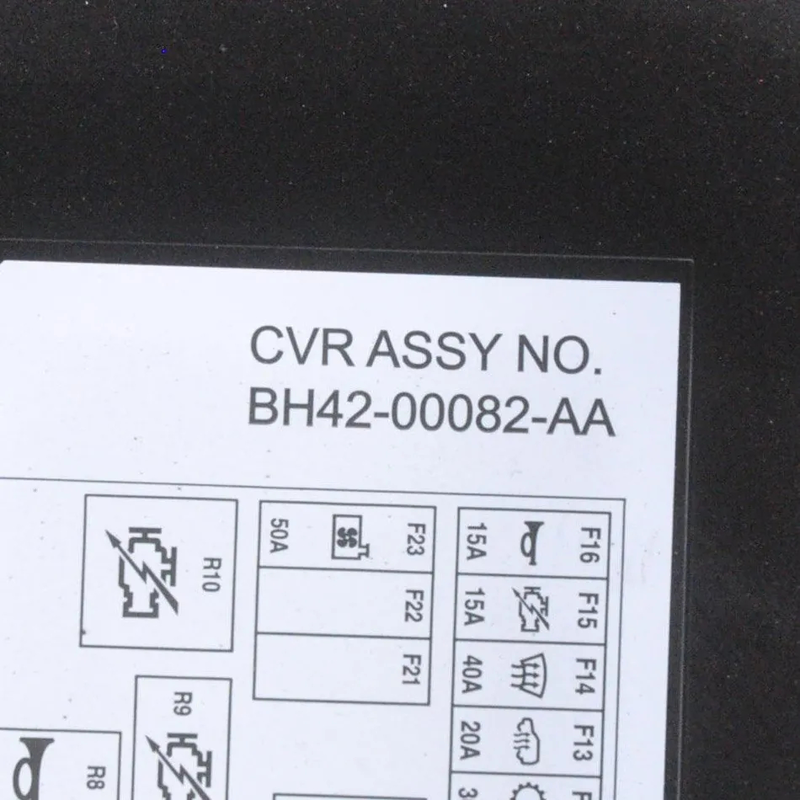 CVR ASSY NO.
BH42-00082-AA
R10
50A F23
F22
F21
15A F16
15A F15
40A F14
20A F13
R9
R8